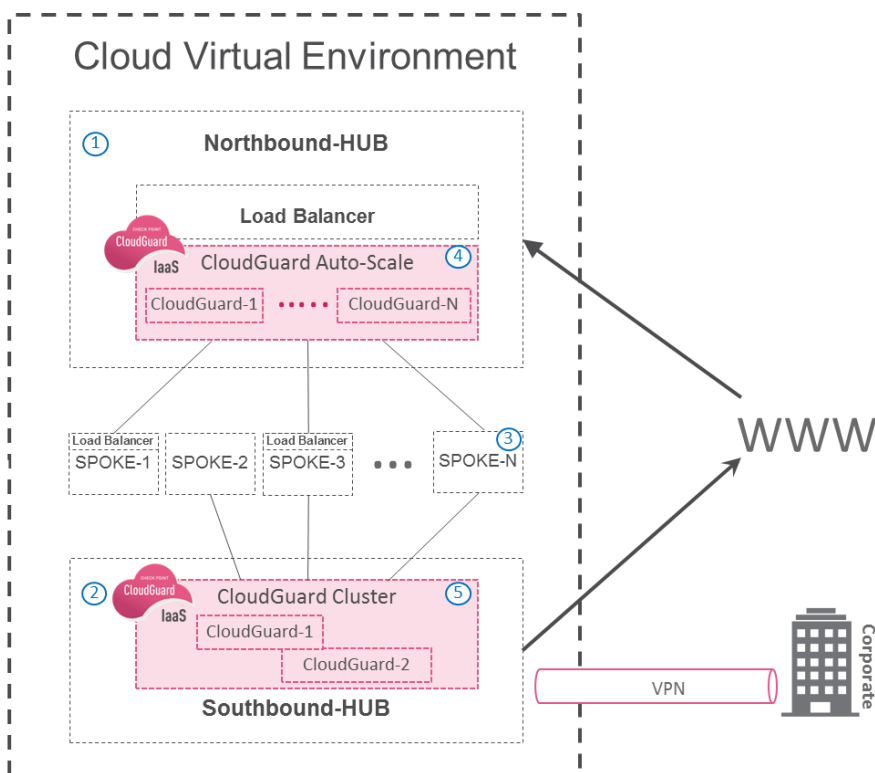 Cloud Virtual Environment
1
Northbound-HUB
Load Balancer
CHECK POINT
CloudGuard
IaaS
CloudGuard Auto-Scale
4
CloudGuard-1
CloudGuard-N
WWW
Load Balancer
SPOKE-1
SPOKE-2
Load Balancer
SPOKE-3
3
SPOKE-N
2
CHECK POINT
CloudGuard
IaaS
CloudGuard Cluster
5
CloudGuard-1
CloudGuard-2
Southbound-HUB
VPN
Corporate